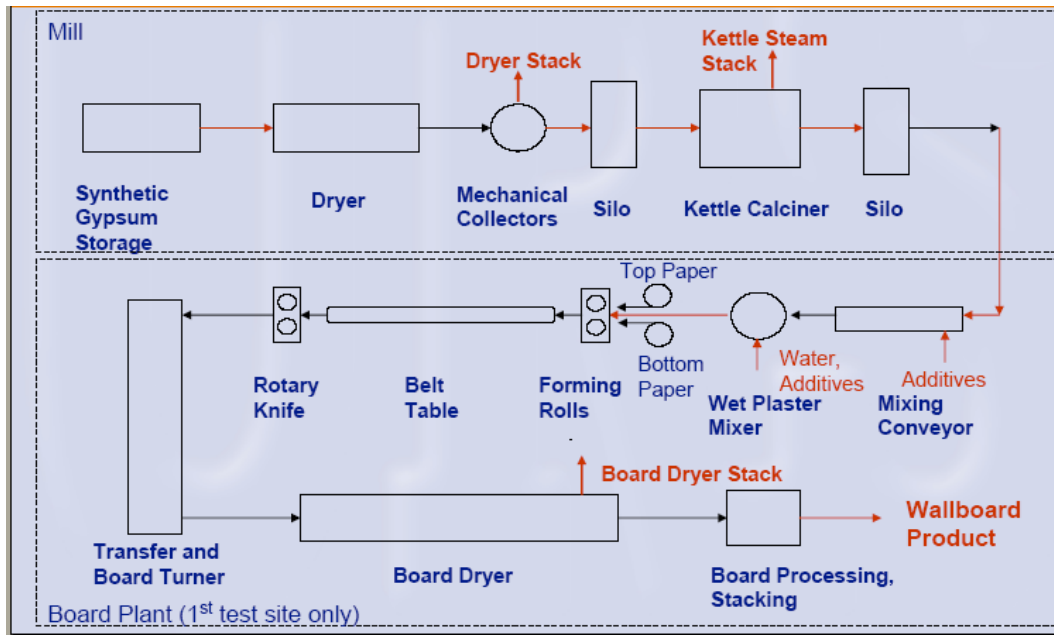 Mill
Dryer Stack
Kettle Steam
Stack
Synthetic
Gypsum
Storage
Dryer
Mechanical
Collectors
Silo
Kettle Calciner
Silo
Top Paper
Bottom
Paper
Water,
Additives
Additives
Rotary
Knife
Belt
Table
Forming
Rolls
Wet Plaster
Mixer
Mixing
Conveyor
Board Dryer Stack
Wallboard
Product
Transfer and
Board Turner
Board Dryer
Board Processing,
Stacking
Board Plant (1st test site only)